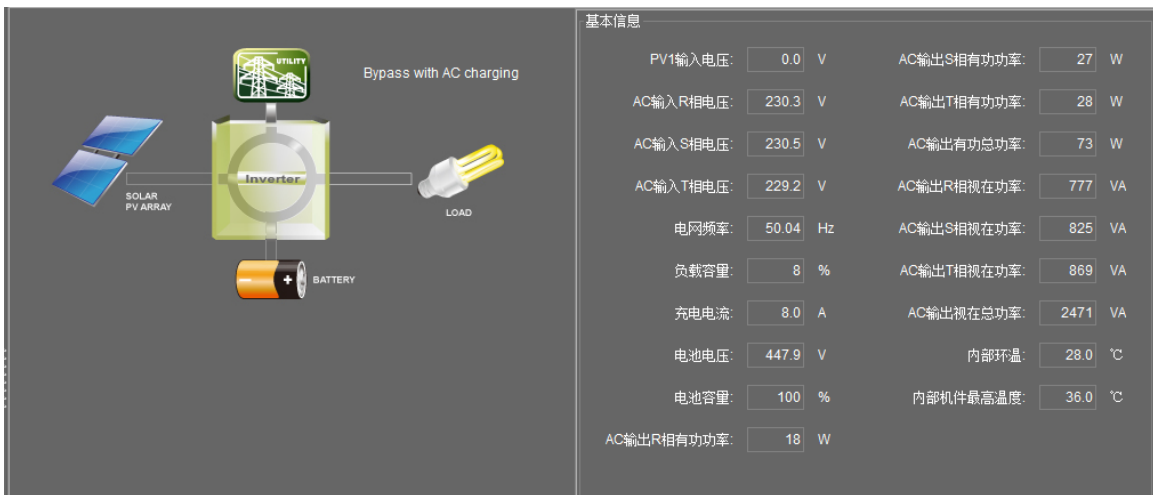 UTILITY
Bypass with AC charging
Inverter
SOLAR
PV ARRAY
LOAD
BATTERY
基本信息
PV1输入电压: 0.0 V
AC输入R相电压: 230.3 V
AC输入S相电压: 230.5 V
AC输入T相电压: 229.2 V
电网频率: 50.04 Hz
负载容量: 8 %
充电电流: 8.0 A
电池电压: 447.9 V
电池容量: 100 %
AC输出R相有功功率: 18 W
AC输出S相有功功率: 27 W
AC输出T相有功功率: 28 W
AC输出有功总功率: 73 W
AC输出R相视在功率: 777 VA
AC输出S相视在功率: 825 VA
AC输出T相视在功率: 869 VA
AC输出视在总功率: 2471 VA
内部环温: 28.0 ℃
内部机件最高温度: 36.0 ℃